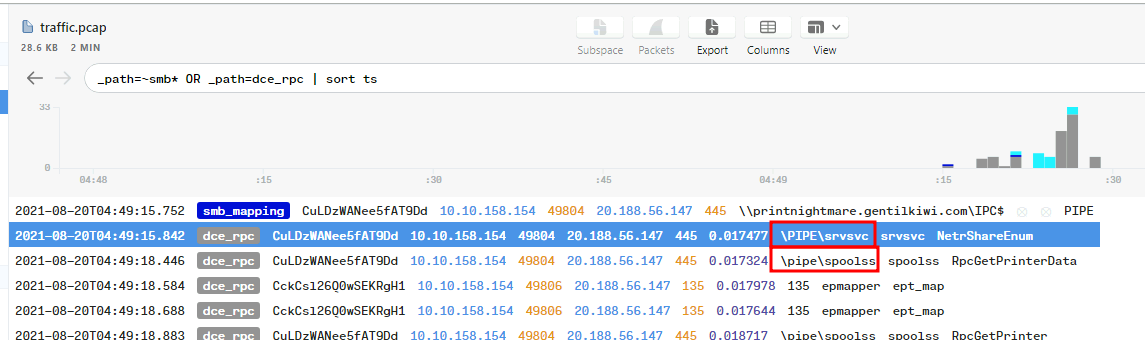 traffic.pcap
28.6 KB 2 MIN
Subspace Packets Export Columns View
_path=~smb* OR _path=dce_rpc | sort ts
33
0
04:48 :15 :30 :45 04:49 :15 :30
2021-08-20T04:49:15.752 smb_mapping CuLDzWANee5fAT9Dd 10.10.158.154 49804 20.188.56.147 445 \\printnightmare.gentilkiwi.com\IPC$ PIPE
2021-08-20T04:49:15.842 dce_rpc CuLDzWANee5fAT9Dd 10.10.158.154 49804 20.188.56.147 445 0.017477 \PIPE\srvsvc srvsvc NetrShareEnum
2021-08-20T04:49:18.446 dce_rpc CuLDzWANee5fAT9Dd 10.10.158.154 49804 20.188.56.147 445 0.017324 \pipe\spoolss spoolss RpcGetPrinterData
2021-08-20T04:49:18.584 dce_rpc CckCsl26Q0wSEKRgH1 10.10.158.154 49806 20.188.56.147 135 0.017978 135 epmapper ept_map
2021-08-20T04:49:18.688 dce_rpc CckCsl26Q0wSEKRgH1 10.10.158.154 49806 20.188.56.147 135 0.017644 135 epmapper ept_map
2021-08-20T04:49:18.883 dce_rpc CuLDzWANee5fAT9Dd 10.10.158.154 49804 20.188.56.147 445 0.018717 \pipe\spoolss spoolss RpcGetPrinter